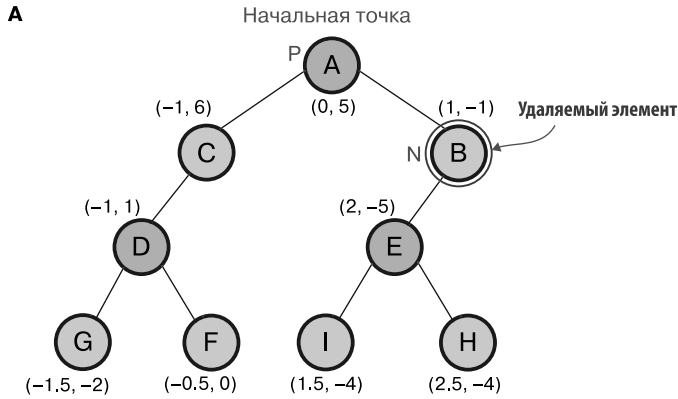 A
Начальная точка
P
A
(−1, 6)
(0, 5)
(1, −1)
Удаляемый элемент
C
N
B
(−1, 1)
(2, −5)
D
E
G
F
I
H
(−1.5, −2)
(−0.5, 0)
(1.5, −4)
(2.5, −4)